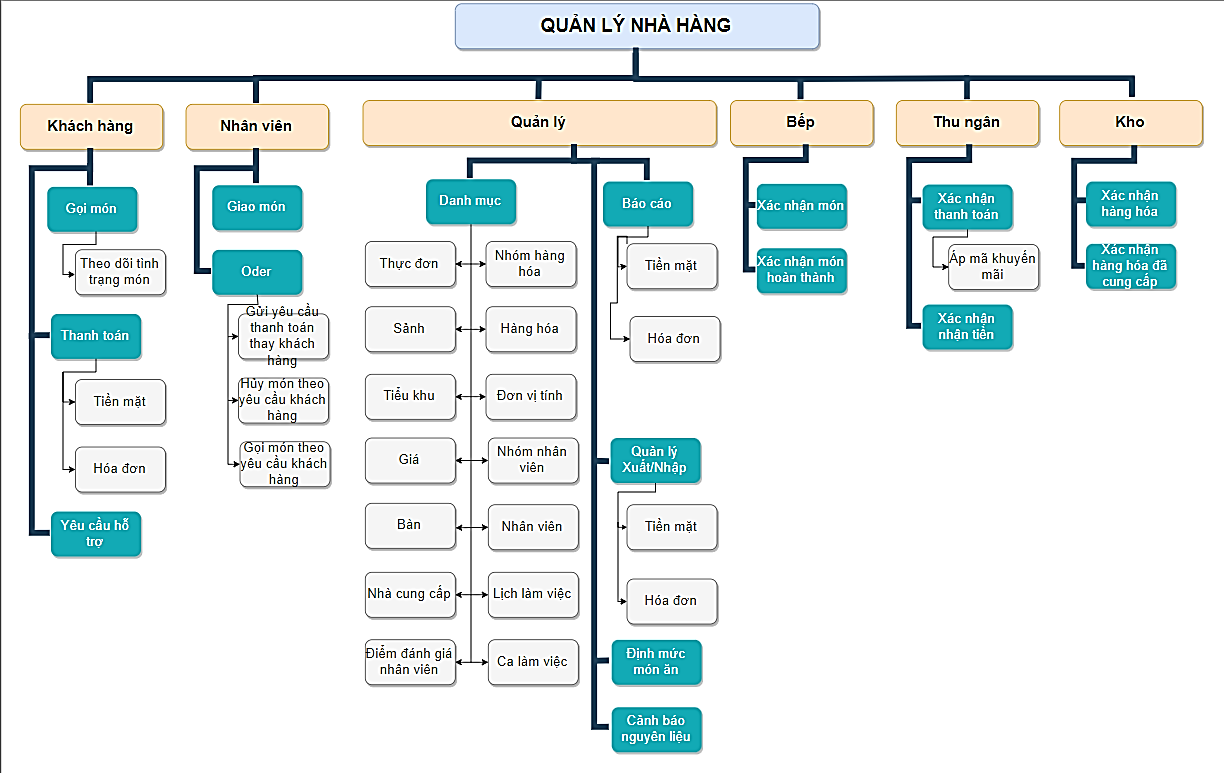 QUẢN LÝ NHÀ HÀNG
Khách hàng
Nhân viên
Quản lý
Bếp
Thu ngân
Kho
Gọi món
Theo dõi tình
trạng món
Thanh toán
Tiền mặt
Hóa đơn
Yêu cầu hỗ
trợ
Giao món
Oder
Gửi yêu cầu
thanh toán
thay khách
hàng
Hủy món theo
yêu cầu khách
hàng
Gọi món theo
yêu cầu khách
hàng
Danh mục
Thực đơn
Nhóm hàng
hóa
Sảnh
Hàng hóa
Tiểu khu
Đơn vị tính
Giá
Nhóm nhân
viên
Bàn
Nhân viên
Nhà cung cấp
Lịch làm việc
Điểm đánh giá
nhân viên
Ca làm việc
Báo cáo
Tiền mặt
Hóa đơn
Quản lý
Xuất/Nhập
Tiền mặt
Hóa đơn
Định mức
món ăn
Cảnh báo
nguyên liệu
Xác nhận món
Xác nhận món
hoàn thành
Xác nhận
thanh toán
Áp mã khuyến
mãi
Xác nhận
nhận tiền
Xác nhận
hàng hóa
Xác nhận
hàng hóa đã
cung cấp